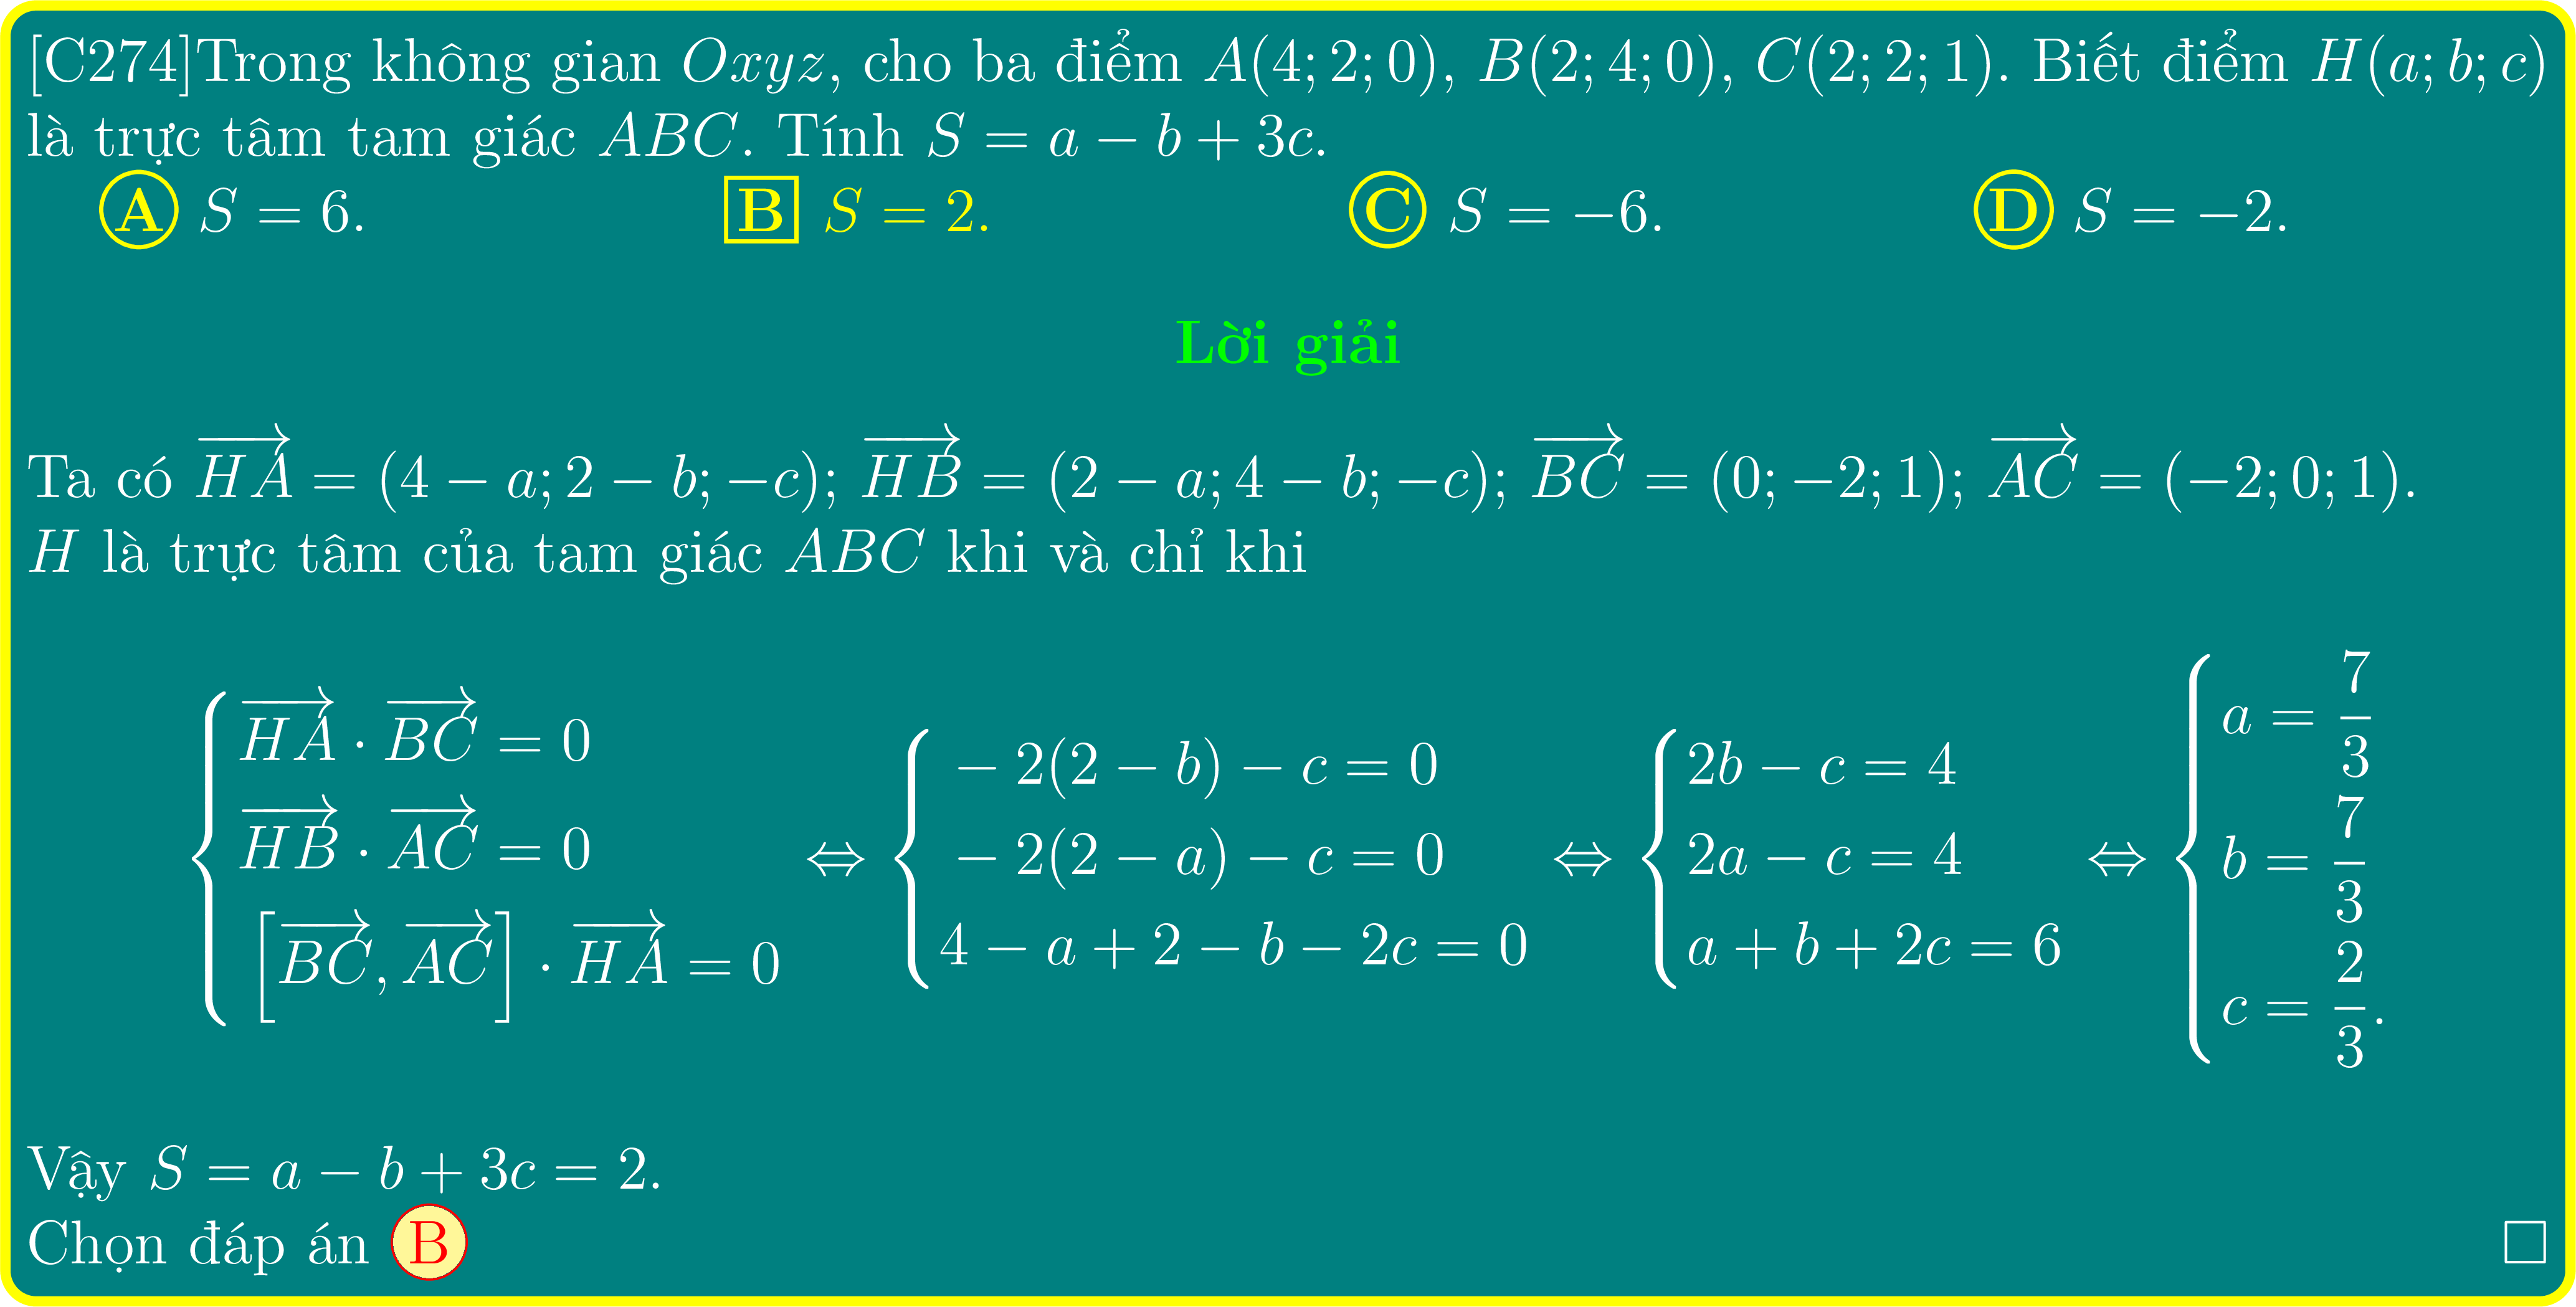 [C274]Trong không gian Oxyz, cho ba điểm A(4; 2; 0), B(2; 4; 0), C(2; 2; 1). Biết điểm H(a; b; c)
là trực tâm tam giác ABC. Tính S = a − b + 3c.
A S = 6. B S = 2. C S = −6. D S = −2.
Lời giải
Ta có $\overrightarrow{HA}$ = (4 − a; 2 − b; −c); $\overrightarrow{HB}$ = (2 − a; 4 − b; −c); $\overrightarrow{BC}$ = (0; −2; 1); $\overrightarrow{AC}$ = (−2; 0; 1).
H là trực tâm của tam giác ABC khi và chỉ khi
$\begin{cases} \overrightarrow{HA} \cdot \overrightarrow{BC} = 0 \\ \overrightarrow{HB} \cdot \overrightarrow{AC} = 0 \\ \left[\overrightarrow{BC}, \overrightarrow{AC}\right] \cdot \overrightarrow{HA} = 0 \end{cases} \Leftrightarrow \begin{cases} -2(2-b) - c = 0 \\ -2(2-a) - c = 0 \\ 4 - a + 2 - b - 2c = 0 \end{cases} \Leftrightarrow \begin{cases} 2b - c = 4 \\ 2a - c = 4 \\ a + b + 2c = 6 \end{cases} \Leftrightarrow \begin{cases} a = \dfrac{7}{3} \\ b = \dfrac{7}{3} \\ c = \dfrac{2}{3}. \end{cases}$
Vậy S = a − b + 3c = 2.
Chọn đáp án B □